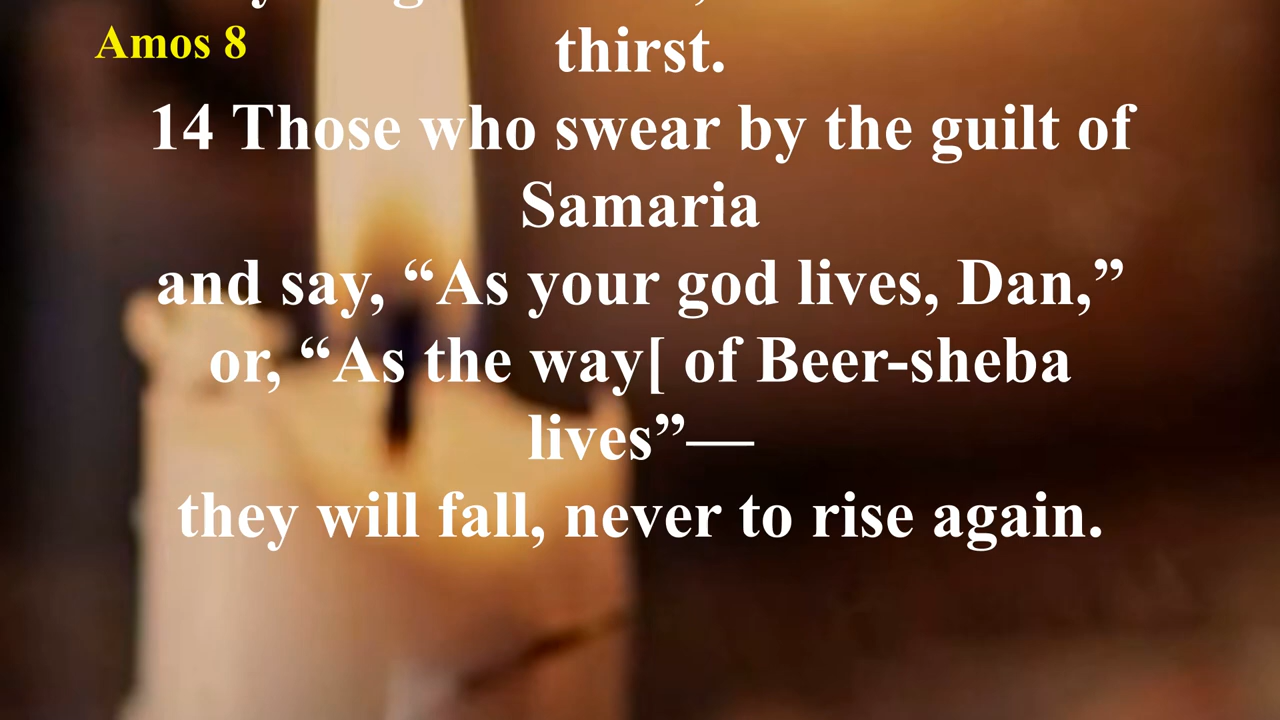 Amos 8
thirst.
14 Those who swear by the guilt of
Samaria
and say, “As your god lives, Dan,”
or, “As the way[ of Beer-sheba
lives”—
they will fall, never to rise again.